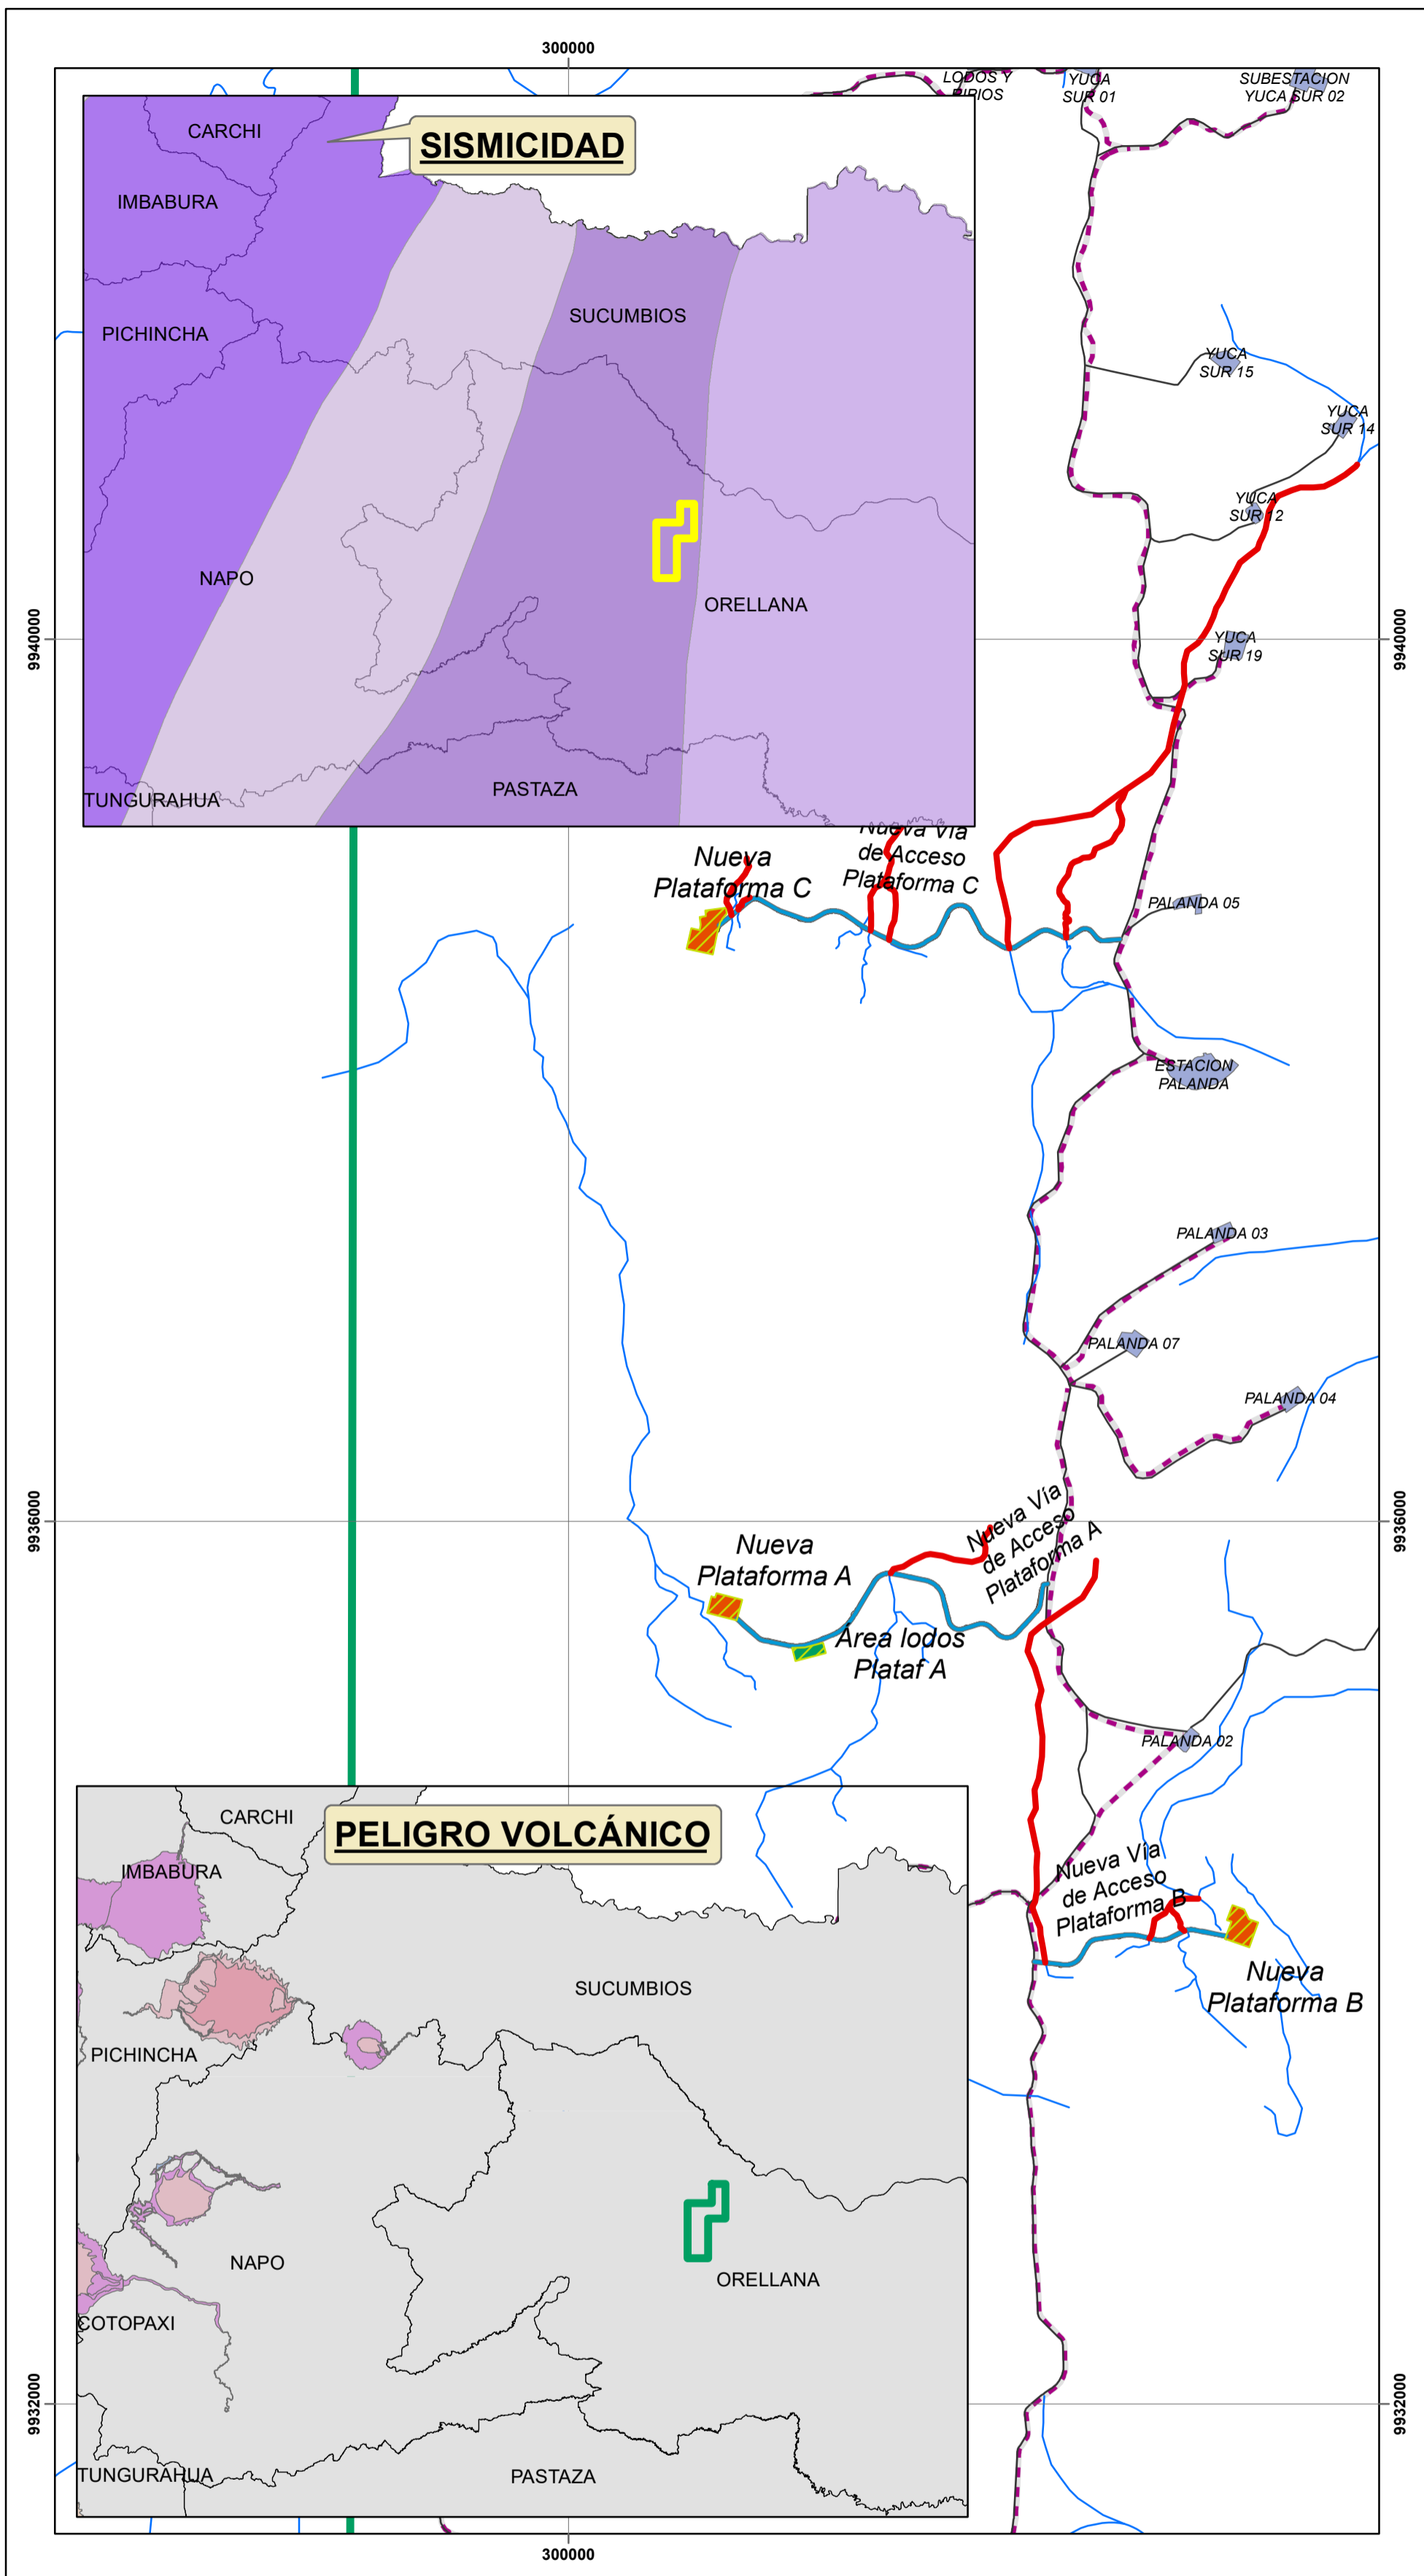 300000
LODOS Y
RIPIOS
YUCA
SUR 01
SUBESTACION
YUCA SUR 02
CARCHI
SISMICIDAD
IMBABURA
SUCUMBIOS
PICHINCHA
YUCA
SUR 15
YUCA
SUR 14
YUCA
SUR 12
NAPO
ORELLANA
9940000
9940000
YUCA
SUR 19
PASTAZA
TUNGURAHUA
Nueva
Plataforma C
Nueva Vía
de Acceso
Plataforma C
PALANDA 05
ESTACION
PALANDA
PALANDA 03
PALANDA 07
PALANDA 04
9936000
9936000
Nueva Vía
de Acceso
Plataforma A
Nueva
Plataforma A
Área lodos
Plataf A
PALANDA 02
CARCHI
PELIGRO VOLCÁNICO
IMBABURA
Nueva Vía
de Acceso
Plataforma B
SUCUMBIOS
Nueva
Plataforma B
PICHINCHA
NAPO
ORELLANA
COTOPAXI
9932000
9932000
TUNGURAHUA
PASTAZA
300000